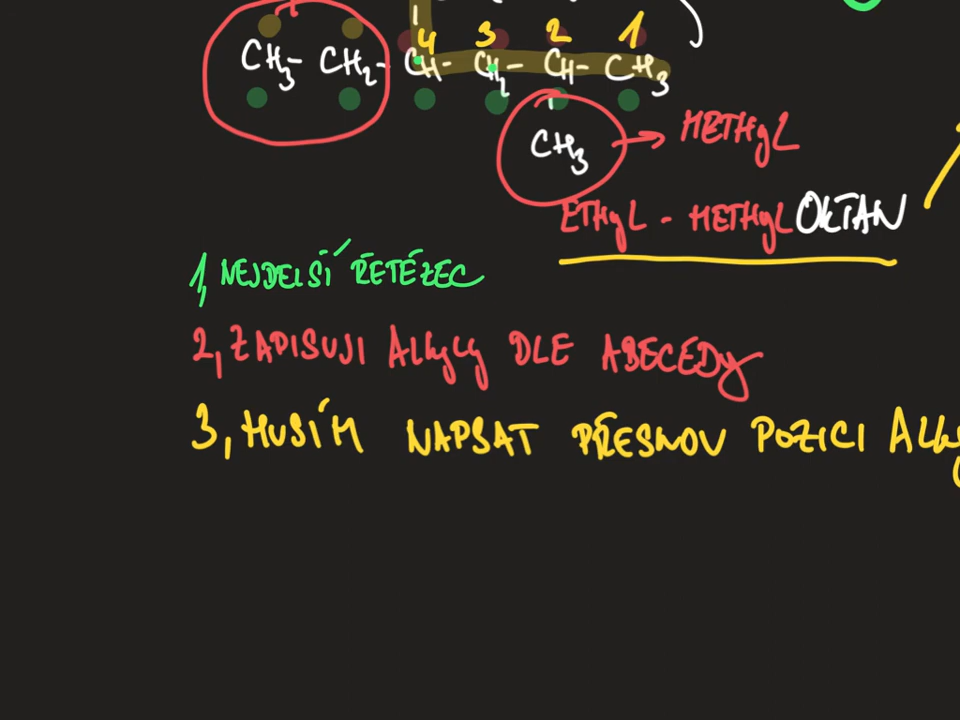 4 3 2 1
CH3- CH2- CH- CH2- CH- CH3
CH3 → METHYL
ETHYL - METHYLOKTAN
1, NEJDELSÍ ŘETĚZEC
2, ZAPISUJI ALKYLY DLE ABECEDY
3, MUSÍM NAPSAT PŘESNOU POZICI